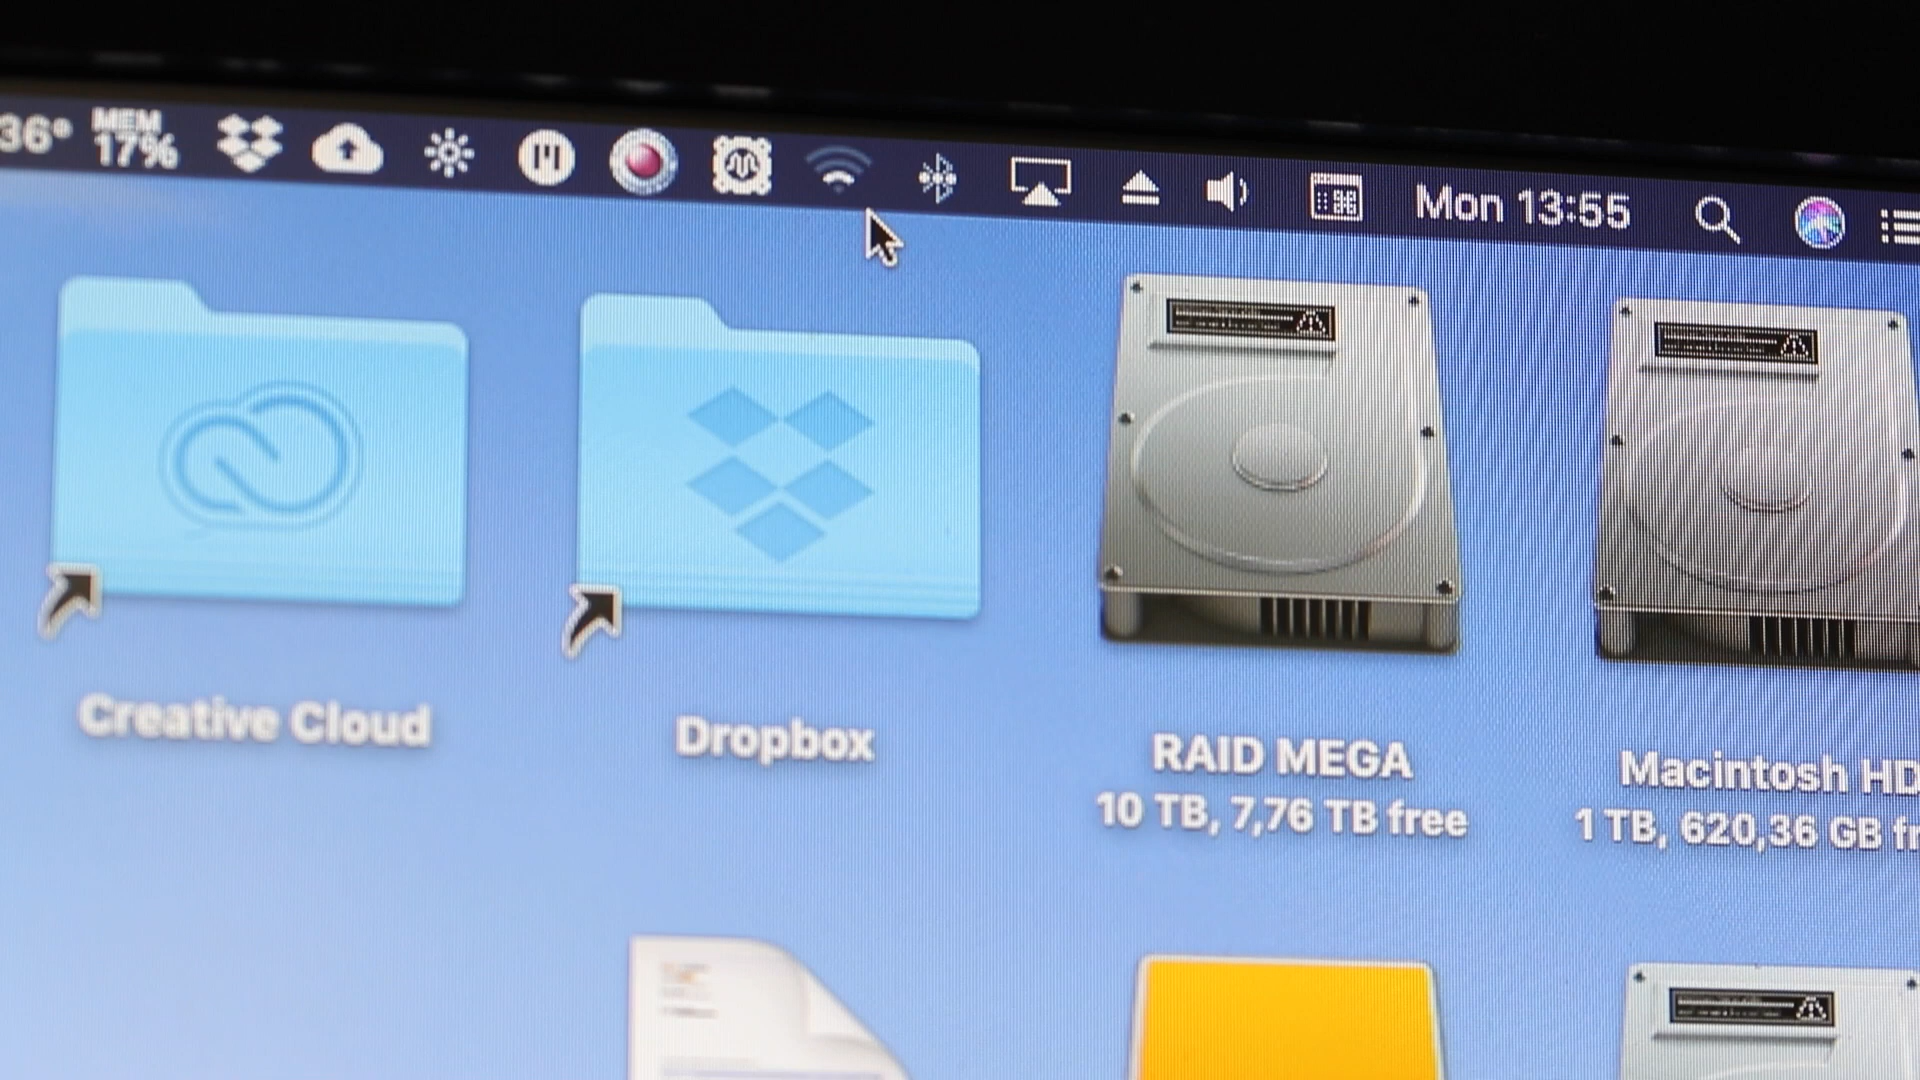 36° MEM
17%
Mon 13:55
Creative Cloud
Dropbox
RAID MEGA
10 TB, 7,76 TB free
Macintosh HD
1 TB, 620,36 GB fr